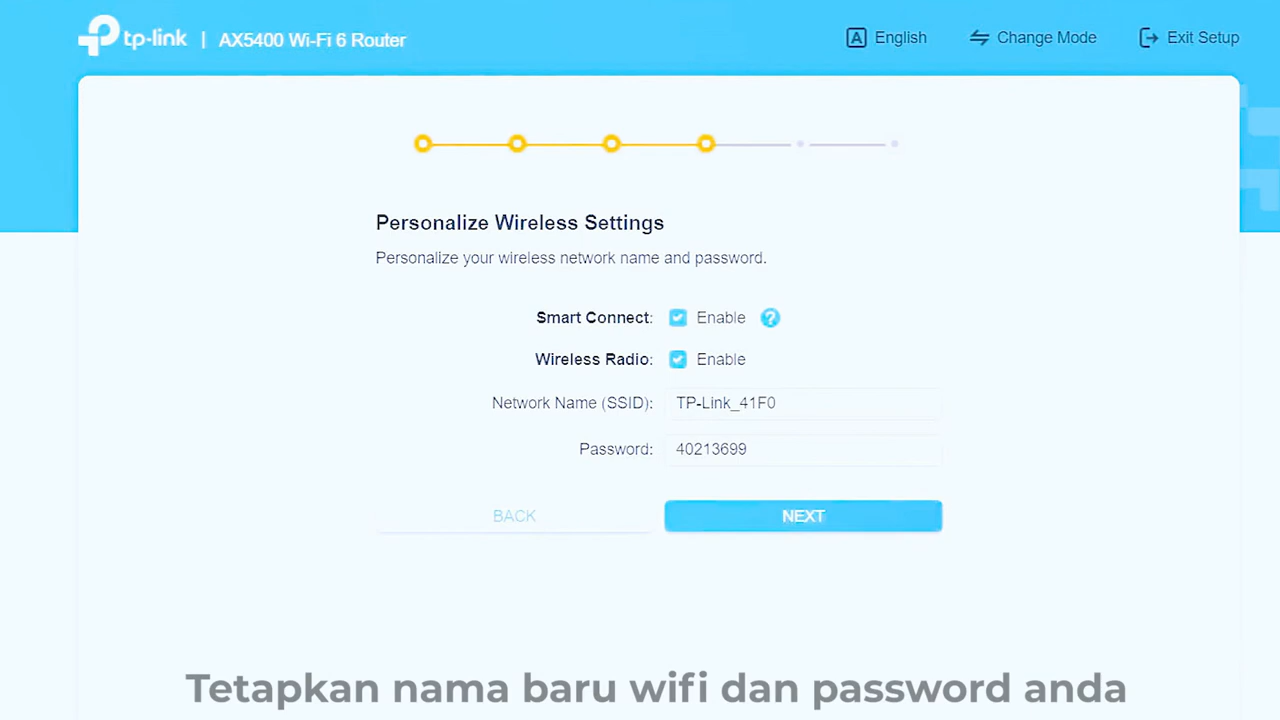 tp-link | AX5400 Wi-Fi 6 Router
A English Change Mode Exit Setup
Personalize Wireless Settings
Personalize your wireless network name and password.
Smart Connect: Enable ?
Wireless Radio: Enable
Network Name (SSID): TP-Link_41F0
Password: 40213699
BACK NEXT
Tetapkan nama baru wifi dan password anda